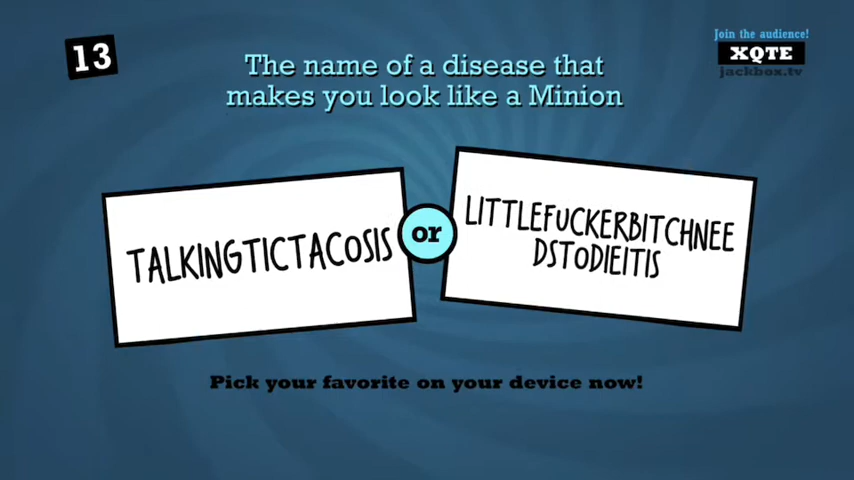 13
Join the audience!
XQTE
jackbox.tv
The name of a disease that
makes you look like a Minion
TALKINGTICTACOSIS
or
LITTLEFUCKERBITCHNEE
DSTODIEITIS
Pick your favorite on your device now!